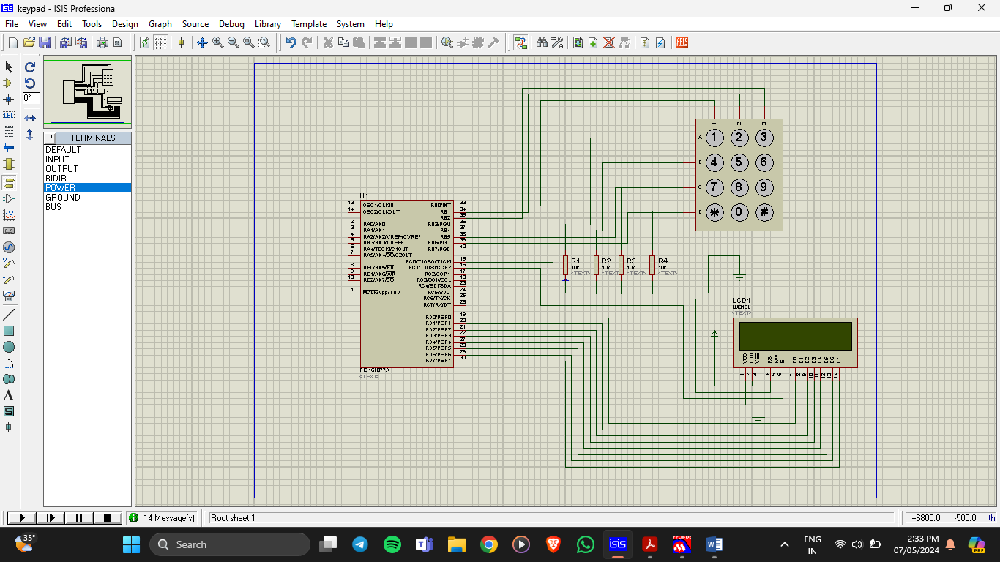 keypad - ISIS Professional
File View Edit Tools Design Graph Source Debug Library Template System Help
LBL
ARES
0°
P TERMINALS
DEFAULT
INPUT
OUTPUT
BIDIR
POWER
GROUND
BUS
A
S
1 2 3
A 1 2 3
B 4 5 6
C 7 8 9
D * 0 #
U1
13 OSC1/CLKIN RB0/INT 33
14 OSC2/CLKOUT RB1 34
RB2 35
2 RA0/AN0 RB3/PGM 36
3 RA1/AN1 RB4 37
4 RA2/AN2/VREF-/CVREF RB5 38
5 RA3/AN3/VREF+ RB6/PGC 39
6 RA4/T0CKI/C1OUT RB7/PGD 40
7 RA5/AN4/SS/C2OUT
RC0/T1OSO/T1CKI 15
8 RE0/AN5/RD RC1/T1OSI/CCP2 16
9 RE1/AN6/WR RC2/CCP1 17
10 RE2/AN7/CS RC3/SCK/SCL 18
RC4/SDI/SDA 23
1 MCLR/Vpp/THV RC5/SDO 24
RC6/TX/CK 25
RC7/RX/DT 26
RD0/PSP0 19
RD1/PSP1 20
RD2/PSP2 21
RD3/PSP3 22
RD4/PSP4 27
RD5/PSP5 28
RD6/PSP6 29
RD7/PSP7 30
PIC16F877A
<TEXT>
R1 R2 R3 R4
10k 10k 10k 10k
<TEXT> <TEXT> <TEXT> <TEXT>
LCD1
LM016L
<TEXT>
VSS VDD VEE RS RW E D0 D1 D2 D3 D4 D5 D6 D7
1 2 3 4 5 6 7 8 9 10 11 12 13 14
14 Message(s) Root sheet 1 +6800.0 -500.0 th
35°
Search
isis
MPLAB IDE
W
ENG
IN
2:33 PM
07/05/2024
PRE